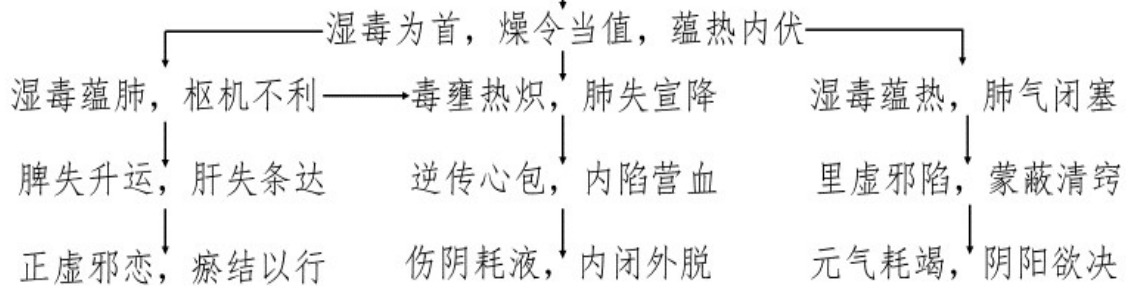 湿毒为首，燥令当值，蕴热内伏
湿毒蕴肺，枢机不利
毒壅热炽，肺失宣降
湿毒蕴热，肺气闭塞
脾失升运，肝失条达
逆传心包，内陷营血
里虚邪陷，蒙蔽清窍
正虚邪恋，瘀结以行
伤阴耗液，内闭外脱
元气耗竭，阴阳欲决